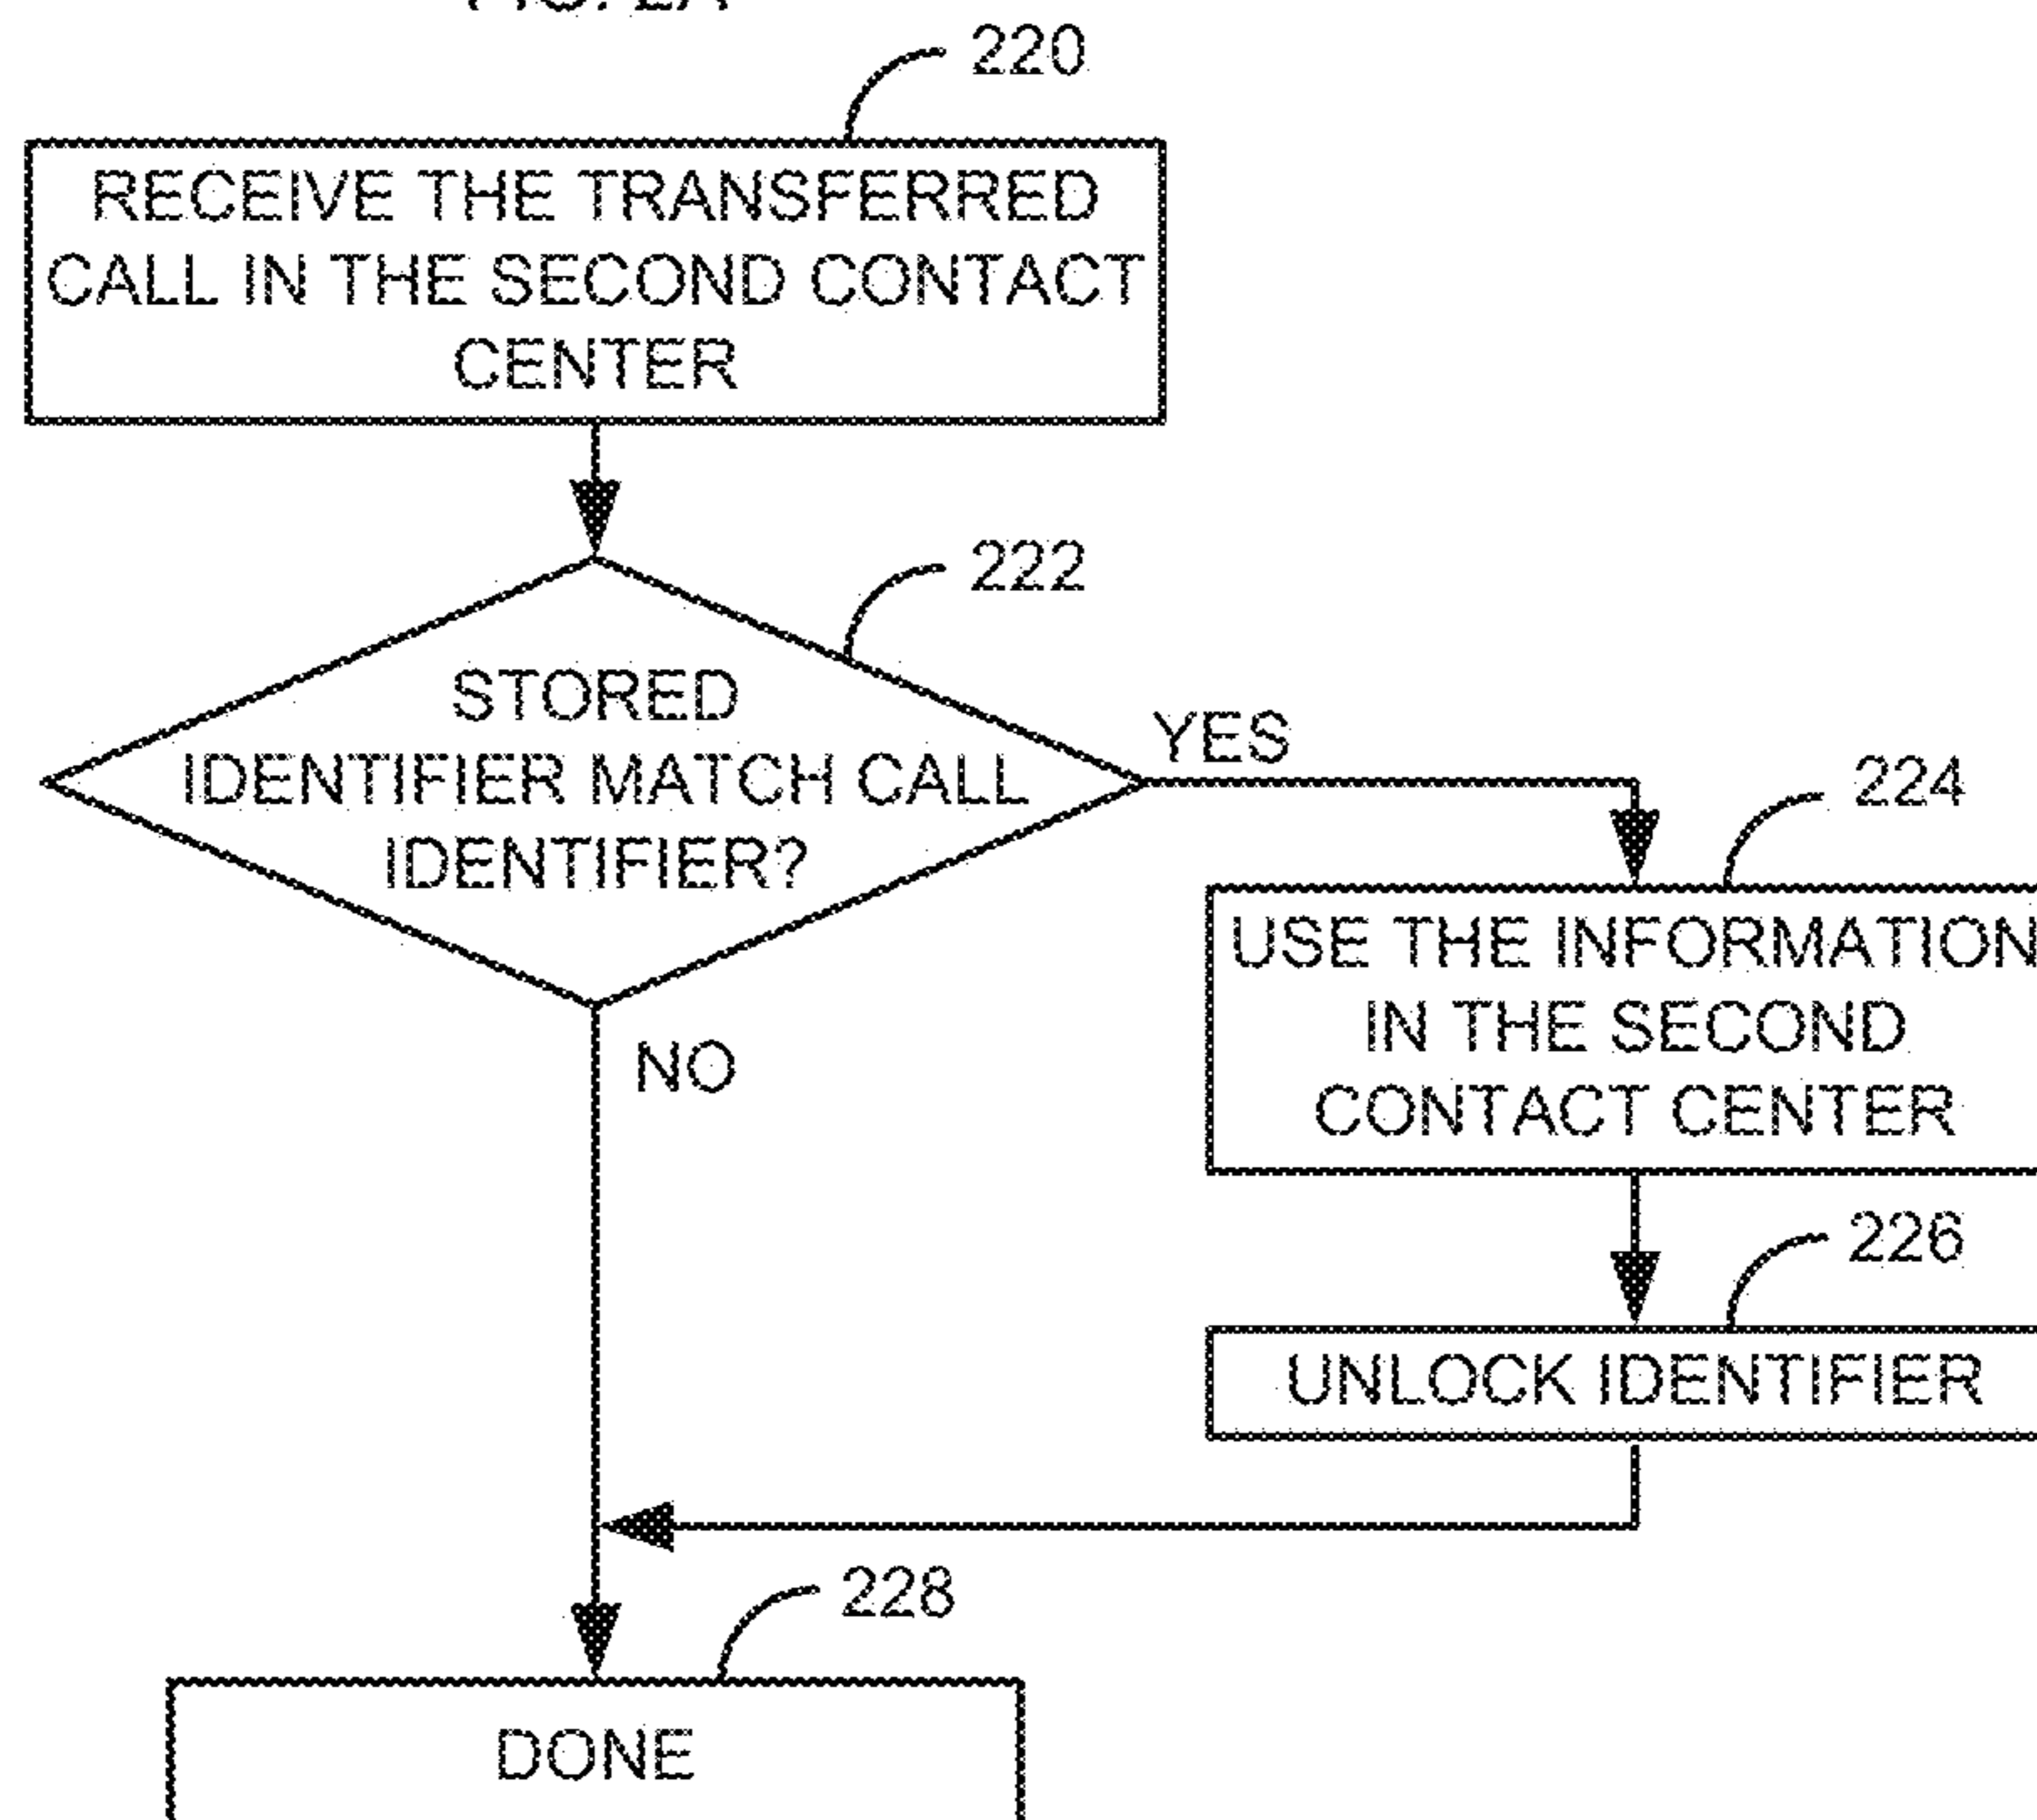 220
RECEIVE THE TRANSFERRED
CALL IN THE SECOND CONTACT
CENTER
222
STORED
IDENTIFIER MATCH CALL
IDENTIFIER?
YES
224
USE THE INFORMATION
IN THE SECOND
CONTACT CENTER
NO
226
UNLOCK IDENTIFIER
228
DONE